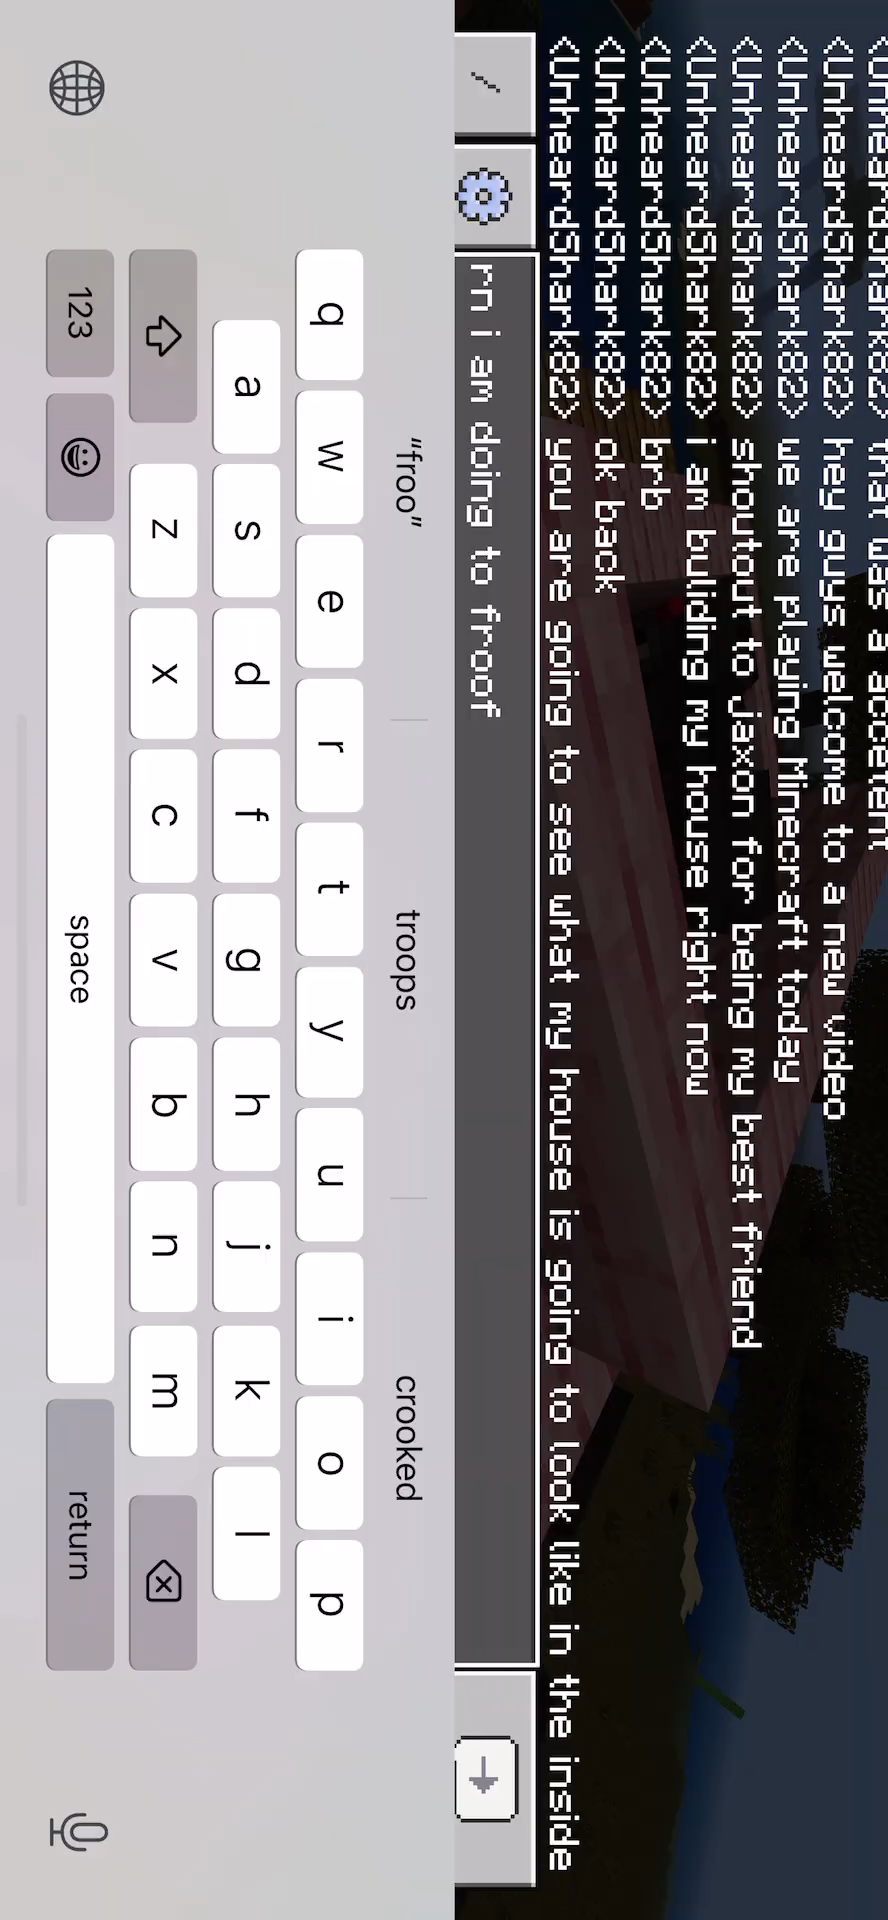 <UnheardShark82> that was a accetent
<UnheardShark82> hey guys welcome to a new video
<UnheardShark82> we are playing Minecraft today
<UnheardShark82> shoutout to jaxon for being my best friend
<UnheardShark82> i am buliding my house right now
<UnheardShark82> brb
<UnheardShark82> ok back
<UnheardShark82> you are going to see what my house is going to look like in the inside
/
rn i am doing to froof
"froo" troops crooked
q w e r t y u i o p
a s d f g h j k l
z x c v b n m
123 space return